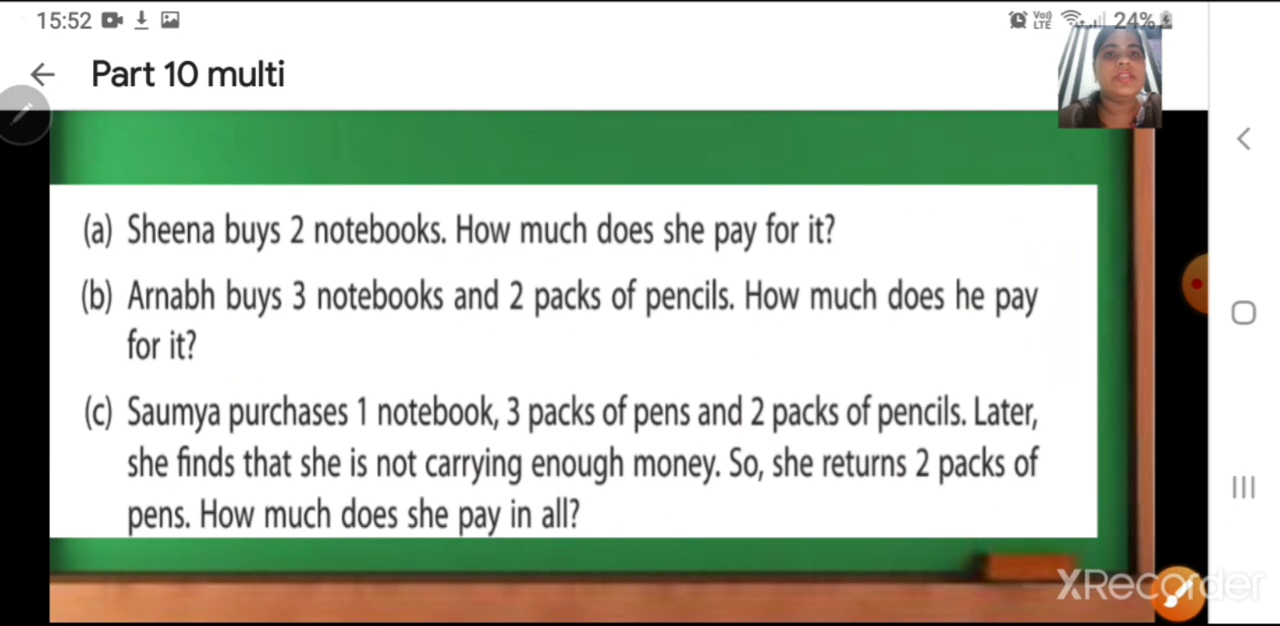 15:52
Vo) 24%
LTE
Part 10 multi
(a) Sheena buys 2 notebooks. How much does she pay for it?
(b) Arnabh buys 3 notebooks and 2 packs of pencils. How much does he pay
for it?
(c) Saumya purchases 1 notebook, 3 packs of pens and 2 packs of pencils. Later,
she finds that she is not carrying enough money. So, she returns 2 packs of
pens. How much does she pay in all?
XRecorder